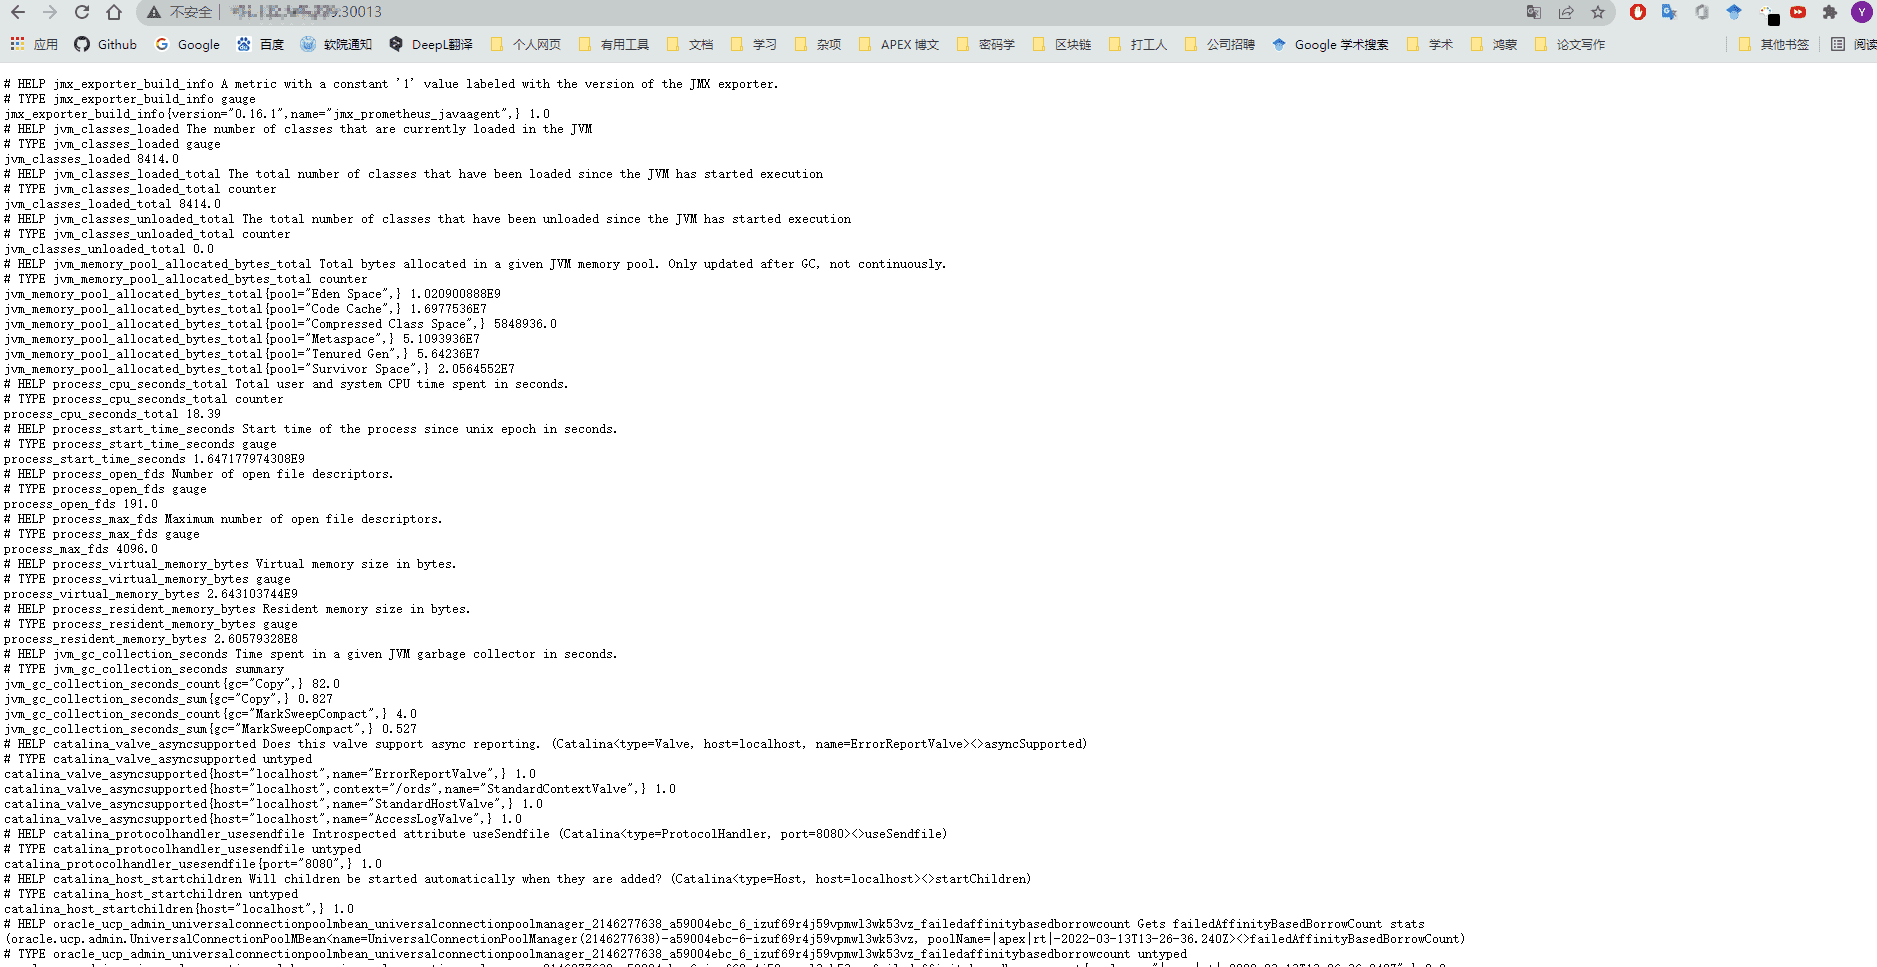 不安全 :30013
应用 Github Google 百度 软院通知 DeepL翻译 个人网页 有用工具 文档 学习 杂项 APEX 博文 密码学 区块链 打工人 公司招聘 Google 学术搜索 学术 鸿蒙 论文写作 其他书签 阅读
# HELP jmx_exporter_build_info A metric with a constant '1' value labeled with the version of the JMX exporter.
# TYPE jmx_exporter_build_info gauge
jmx_exporter_build_info{version="0.16.1",name="jmx_prometheus_javaagent",} 1.0
# HELP jvm_classes_loaded The number of classes that are currently loaded in the JVM
# TYPE jvm_classes_loaded gauge
jvm_classes_loaded 8414.0
# HELP jvm_classes_loaded_total The total number of classes that have been loaded since the JVM has started execution
# TYPE jvm_classes_loaded_total counter
jvm_classes_loaded_total 8414.0
# HELP jvm_classes_unloaded_total The total number of classes that have been unloaded since the JVM has started execution
# TYPE jvm_classes_unloaded_total counter
jvm_classes_unloaded_total 0.0
# HELP jvm_memory_pool_allocated_bytes_total Total bytes allocated in a given JVM memory pool. Only updated after GC, not continuously.
# TYPE jvm_memory_pool_allocated_bytes_total counter
jvm_memory_pool_allocated_bytes_total{pool="Eden Space",} 1.020900888E9
jvm_memory_pool_allocated_bytes_total{pool="Code Cache",} 1.6977536E7
jvm_memory_pool_allocated_bytes_total{pool="Compressed Class Space",} 5848936.0
jvm_memory_pool_allocated_bytes_total{pool="Metaspace",} 5.1093936E7
jvm_memory_pool_allocated_bytes_total{pool="Tenured Gen",} 5.64236E7
jvm_memory_pool_allocated_bytes_total{pool="Survivor Space",} 2.0564552E7
# HELP process_cpu_seconds_total Total user and system CPU time spent in seconds.
# TYPE process_cpu_seconds_total counter
process_cpu_seconds_total 18.39
# HELP process_start_time_seconds Start time of the process since unix epoch in seconds.
# TYPE process_start_time_seconds gauge
process_start_time_seconds 1.647177974308E9
# HELP process_open_fds Number of open file descriptors.
# TYPE process_open_fds gauge
process_open_fds 191.0
# HELP process_max_fds Maximum number of open file descriptors.
# TYPE process_max_fds gauge
process_max_fds 4096.0
# HELP process_virtual_memory_bytes Virtual memory size in bytes.
# TYPE process_virtual_memory_bytes gauge
process_virtual_memory_bytes 2.643103744E9
# HELP process_resident_memory_bytes Resident memory size in bytes.
# TYPE process_resident_memory_bytes gauge
process_resident_memory_bytes 2.60579328E8
# HELP jvm_gc_collection_seconds Time spent in a given JVM garbage collector in seconds.
# TYPE jvm_gc_collection_seconds summary
jvm_gc_collection_seconds_count{gc="Copy",} 82.0
jvm_gc_collection_seconds_sum{gc="Copy",} 0.827
jvm_gc_collection_seconds_count{gc="MarkSweepCompact",} 4.0
jvm_gc_collection_seconds_sum{gc="MarkSweepCompact",} 0.527
# HELP catalina_valve_asyncsupported Does this valve support async reporting. (Catalina<type=Valve, host=localhost, name=ErrorReportValve><>asyncSupported)
# TYPE catalina_valve_asyncsupported untyped
catalina_valve_asyncsupported{host="localhost",name="ErrorReportValve",} 1.0
catalina_valve_asyncsupported{host="localhost",context="/ords",name="StandardContextValve",} 1.0
catalina_valve_asyncsupported{host="localhost",name="StandardHostValve",} 1.0
catalina_valve_asyncsupported{host="localhost",name="AccessLogValve",} 1.0
# HELP catalina_protocolhandler_usesendfile Introspected attribute useSendfile (Catalina<type=ProtocolHandler, port=8080><>useSendfile)
# TYPE catalina_protocolhandler_usesendfile untyped
catalina_protocolhandler_usesendfile{port="8080",} 1.0
# HELP catalina_host_startchildren Will children be started automatically when they are added? (Catalina<type=Host, host=localhost><>startChildren)
# TYPE catalina_host_startchildren untyped
catalina_host_startchildren{host="localhost",} 1.0
# HELP oracle_ucp_admin_universalconnectionpoolmbean_universalconnectionpoolmanager_2146277638_a59004ebc_6_izuf69r4j59vpmwl3wk53vz_failedaffinitybasedborrowcount Gets failedAffinityBasedBorrowCount stats
(oracle.ucp.admin.UniversalConnectionPoolMBean<name=UniversalConnectionPoolManager(2146277638)-a59004ebc-6-izuf69r4j59vpmwl3wk53vz, poolName=|apex|rt|-2022-03-13T13-26-36.240Z><>failedAffinityBasedBorrowCount)
# TYPE oracle_ucp_admin_universalconnectionpoolmbean_universalconnectionpoolmanager_2146277638_a59004ebc_6_izuf69r4j59vpmwl3wk53vz_failedaffinitybasedborrowcount untyped